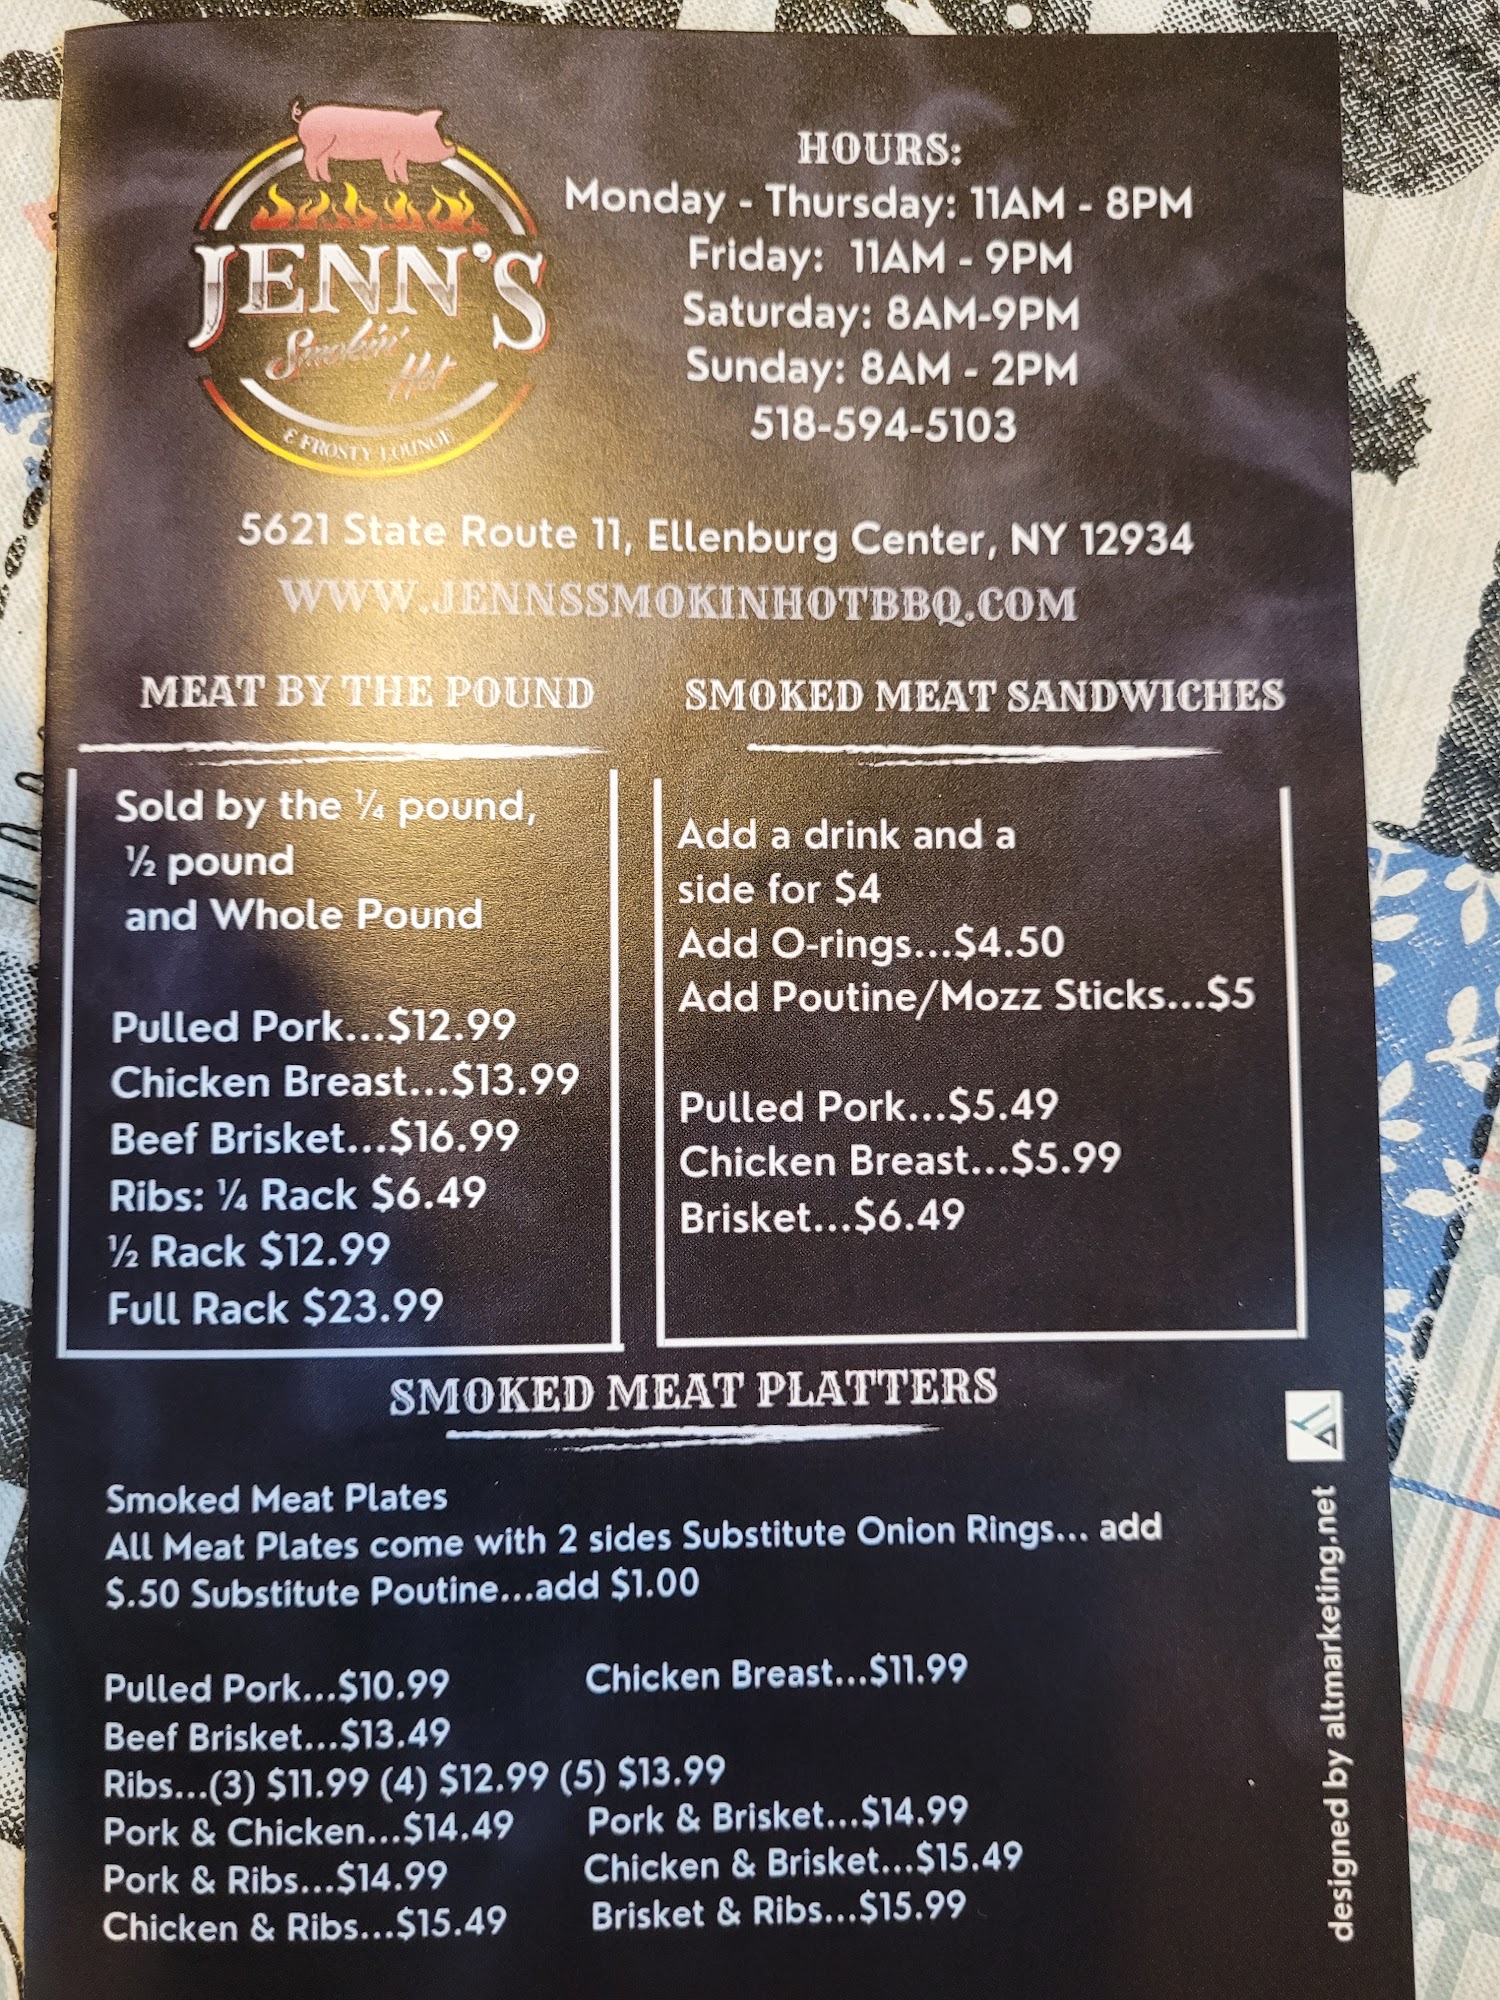 JENN'S
Smokin'
Hot
& FROSTY LOUNGE
HOURS:
Monday - Thursday: 11AM - 8PM
Friday: 11AM - 9PM
Saturday: 8AM-9PM
Sunday: 8AM - 2PM
518-594-5103
5621 State Route 11, Ellenburg Center, NY 12934
WWW.JENNSSMOKINHOTBBQ.COM
MEAT BY THE POUND
Sold by the ¼ pound,
½ pound
and Whole Pound
Pulled Pork...$12.99
Chicken Breast...$13.99
Beef Brisket...$16.99
Ribs: ¼ Rack $6.49
½ Rack $12.99
Full Rack $23.99
SMOKED MEAT SANDWICHES
Add a drink and a
side for $4
Add O-rings...$4.50
Add Poutine/Mozz Sticks...$5
Pulled Pork...$5.49
Chicken Breast...$5.99
Brisket...$6.49
SMOKED MEAT PLATTERS
Smoked Meat Plates
All Meat Plates come with 2 sides Substitute Onion Rings... add
$.50 Substitute Poutine...add $1.00
Pulled Pork...$10.99
Chicken Breast...$11.99
Beef Brisket...$13.49
Ribs...(3) $11.99 (4) $12.99 (5) $13.99
Pork & Chicken...$14.49
Pork & Brisket...$14.99
Pork & Ribs...$14.99
Chicken & Brisket...$15.49
Chicken & Ribs...$15.49
Brisket & Ribs...$15.99
designed by altmarketing.net